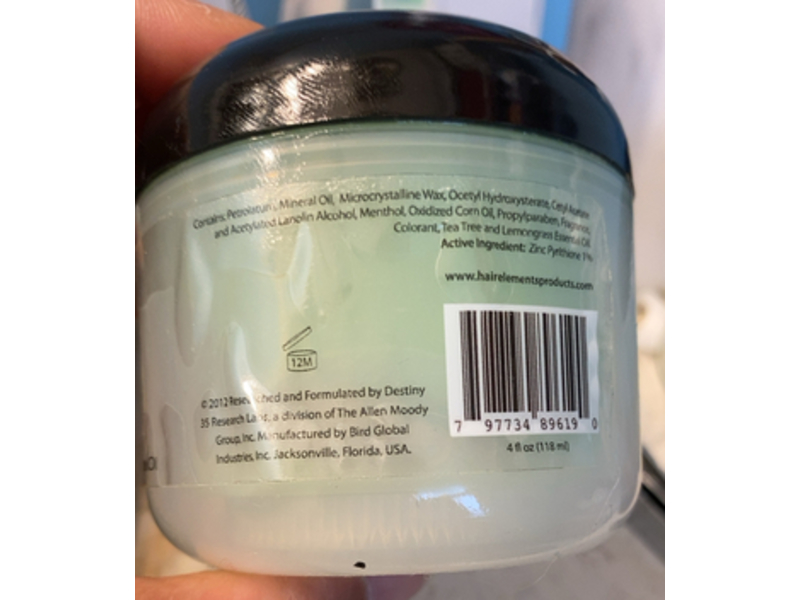 Contains, Petrolatum, Mineral Oil, Microcrystalline Wax, Ocetyl Hydroxysterate, Cetyl Acetate
and Acetylated Lanolin Alcohol, Menthol, Oxidized Corn Oil, Propylparaben, Fragrance,
Colorant, Tea Tree and Lemongrass Essential Oil.
Active Ingredient: Zinc Pyrithione 1%
www.hairelementsproducts.com
12M
© 2012 Researched and Formulated by Destiny
35 Research Labz, a division of The Allen Moody
Group, Inc. Manufactured by Bird Global
Industries, Inc. Jacksonville, Florida, USA.
7 97734 89619 0
4 fl oz (118 ml)